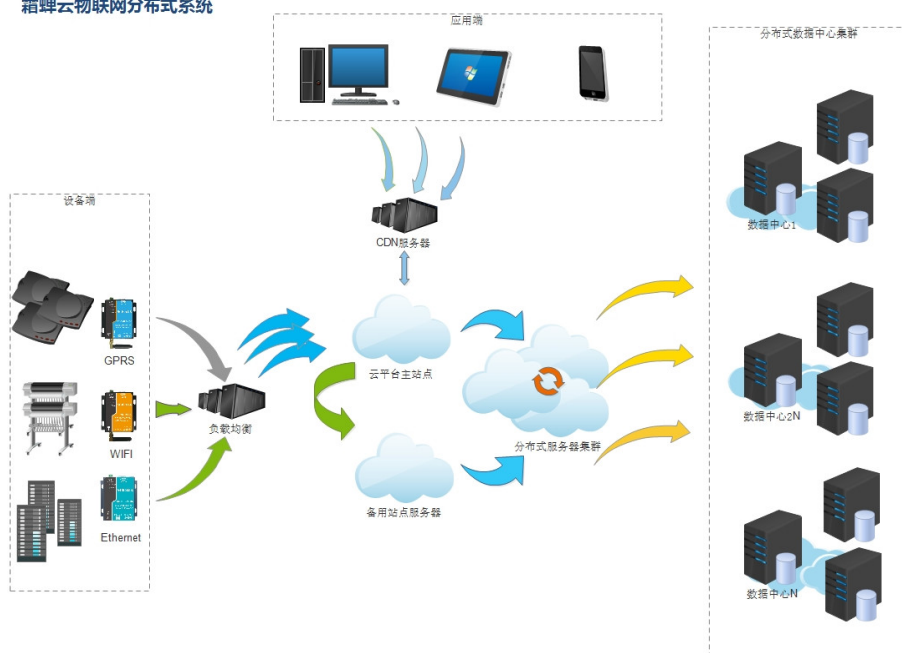 霜蝉云物联网分布式系统
应用端
分布式数据中心集群
设备端
CDN服务器
数据中心1
GPRS
云平台主站点
负载均衡
数据中心2N
分布式服务器集群
WIFI
备用站点服务器
Ethernet
数据中心N